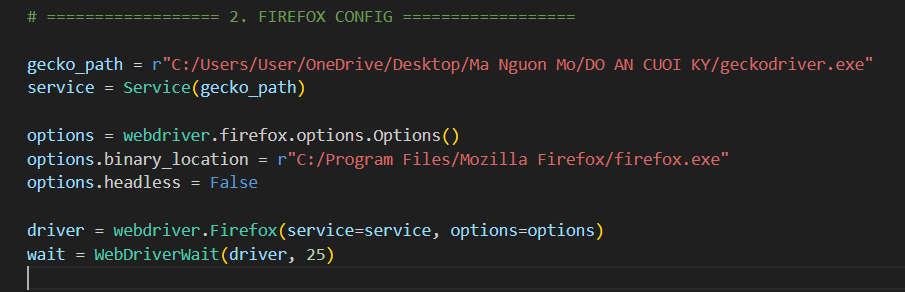 # ================== 2. FIREFOX CONFIG ==================
gecko_path = r"C:/Users/User/OneDrive/Desktop/Ma Nguon Mo/DO AN CUOI KY/geckodriver.exe"
service = Service(gecko_path)
options = webdriver.firefox.options.Options()
options.binary_location = r"C:/Program Files/Mozilla Firefox/firefox.exe"
options.headless = False
driver = webdriver.Firefox(service=service, options=options)
wait = WebDriverWait(driver, 25)